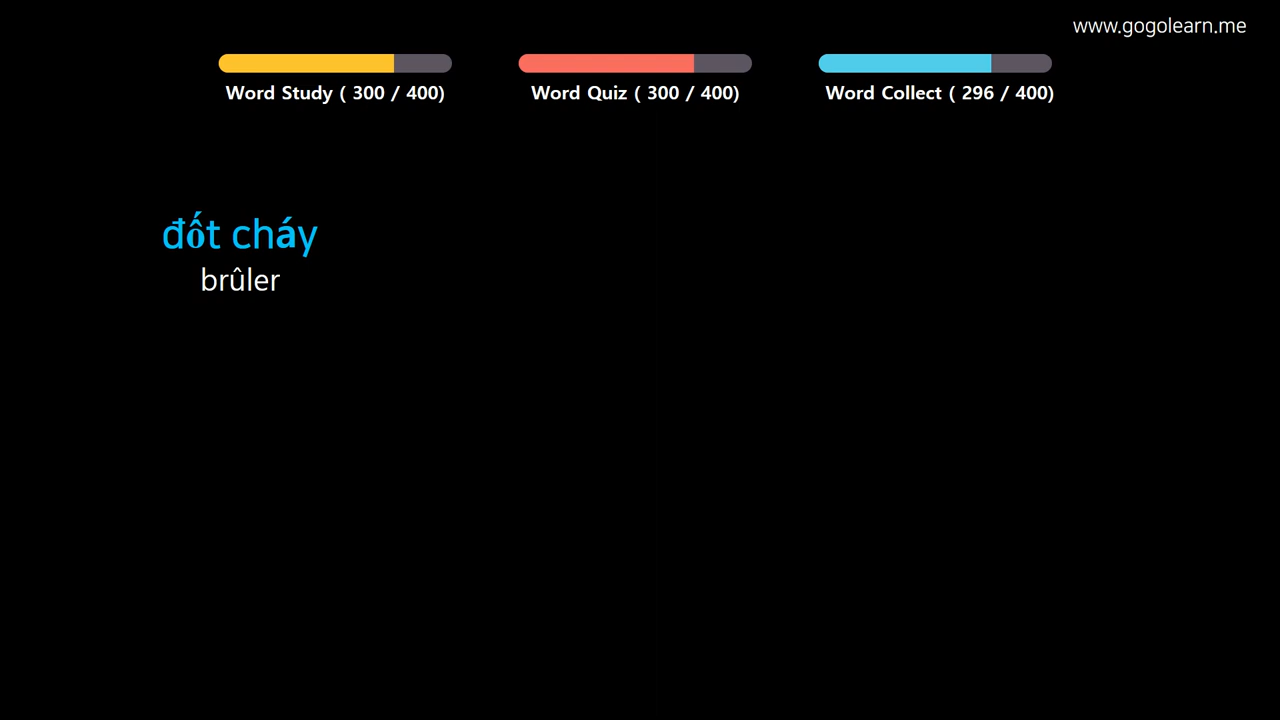 www.gogolearn.me
Word Study ( 300 / 400)
Word Quiz ( 300 / 400)
Word Collect ( 296 / 400)
đốt cháy
brûler